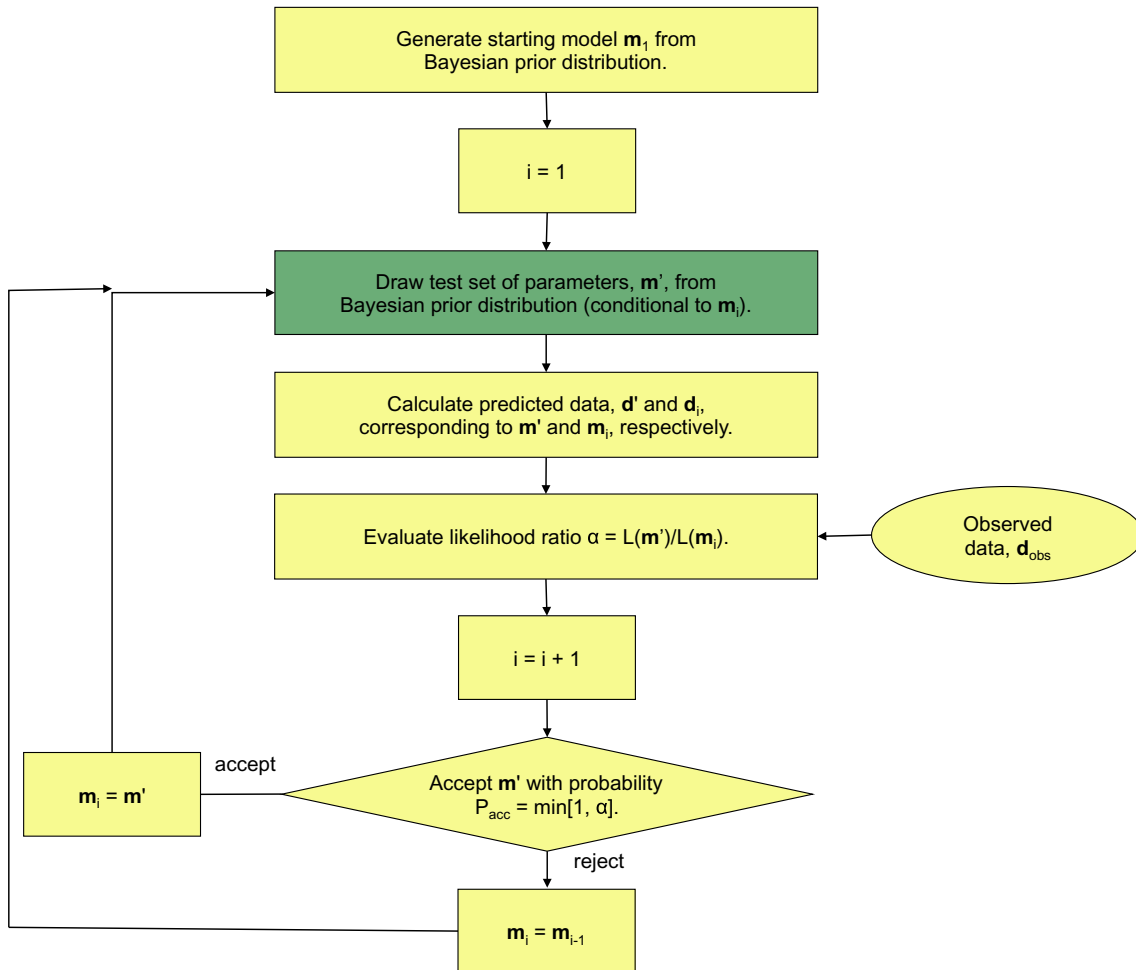 Generate starting model m₁ from
Bayesian prior distribution.
i = 1
Draw test set of parameters, m’, from
Bayesian prior distribution (conditional to mᵢ).
Calculate predicted data, d' and dᵢ,
corresponding to m' and mᵢ, respectively.
Evaluate likelihood ratio α = L(m’)/L(mᵢ).
Observed
data, d_obs
i = i + 1
accept
mᵢ = m'
Accept m' with probability
P_acc = min[1, α].
reject
mᵢ = mᵢ₋₁